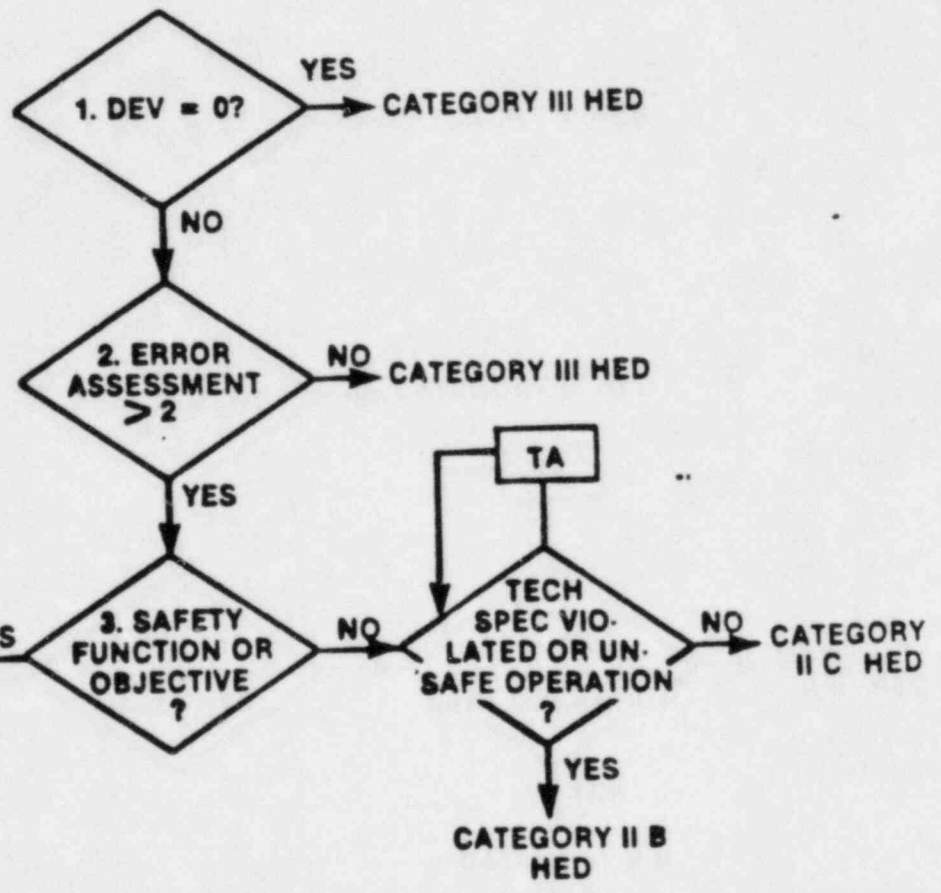 YES
1. DEV = 0?
CATEGORY III HED
NO
2. ERROR
ASSESSMENT
> 2
NO
CATEGORY III HED
YES
TA
S
3. SAFETY
FUNCTION OR
OBJECTIVE
?
NO
TECH
SPEC VIO-
LATED OR UN-
SAFE OPERATION
?
NO
CATEGORY
II C HED
YES
CATEGORY II B
HED